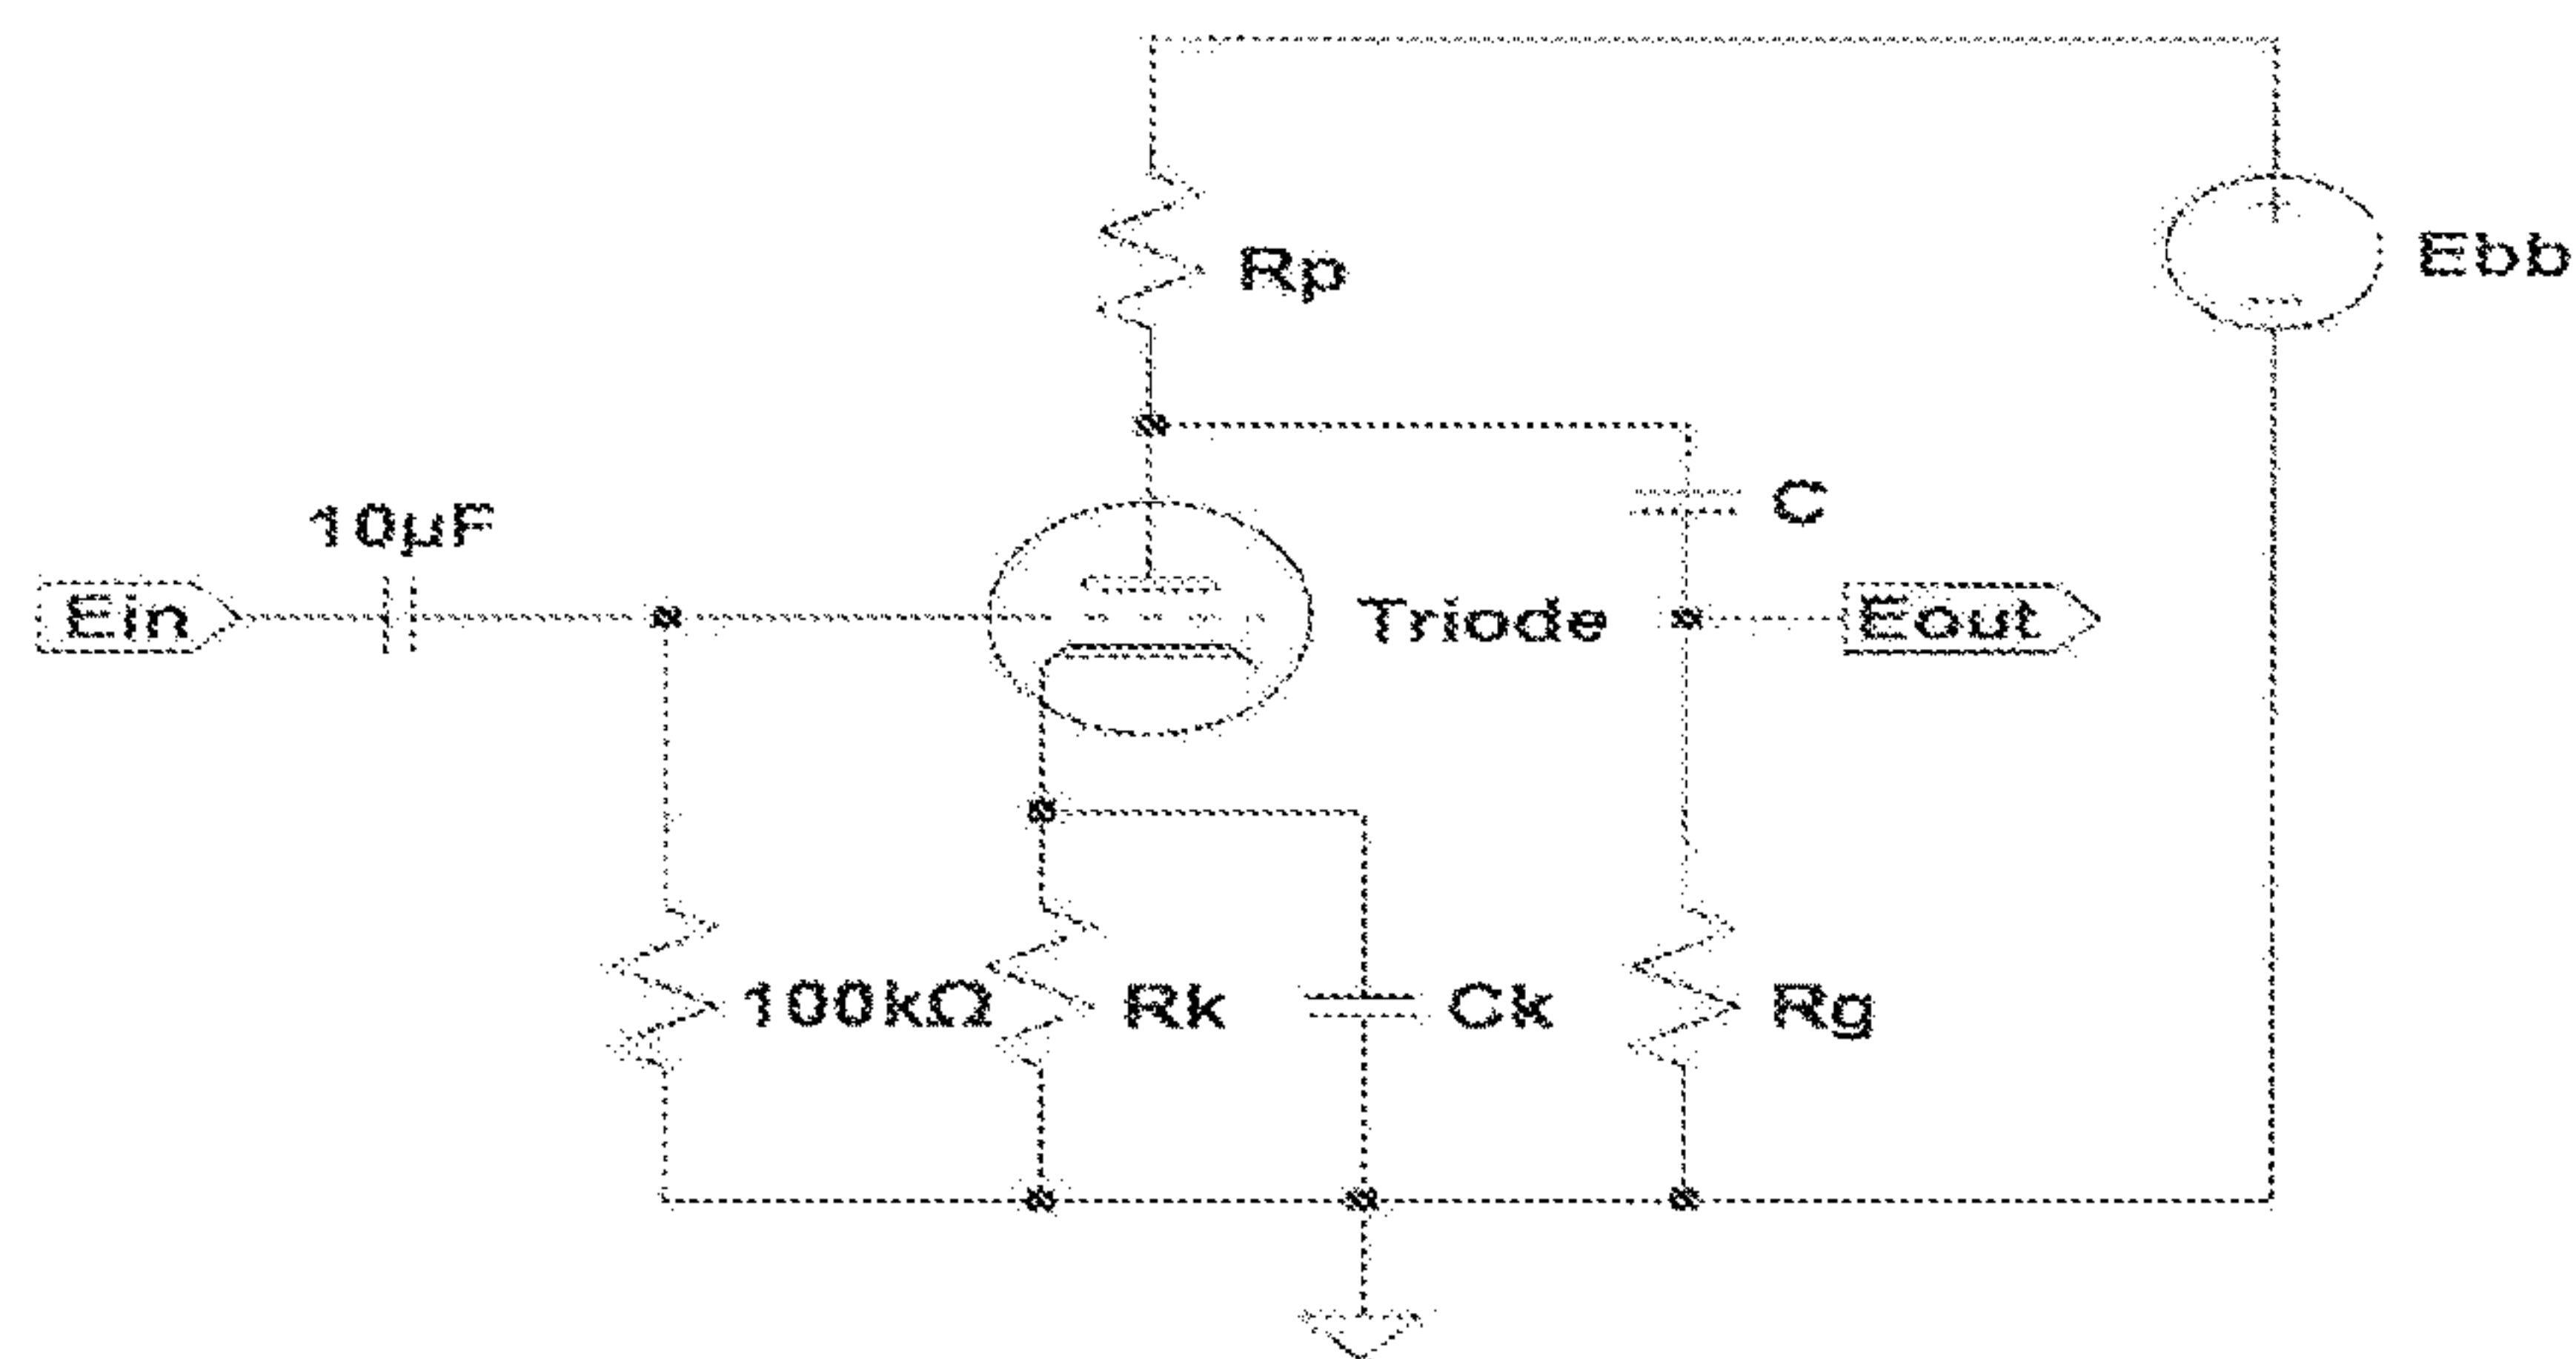 Rp
Ebb
10µF
C
Ein
Triode
Eout
100kΩ
Rk
Ck
Rg